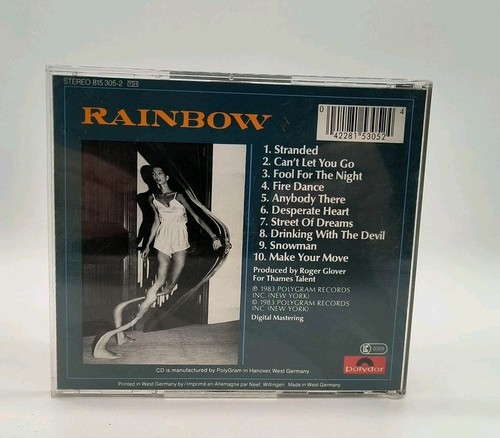 STEREO 815 305-2
RAINBOW
0 42281 53052 4
1. Stranded
2. Can't Let You Go
3. Fool For The Night
4. Fire Dance
5. Anybody There
6. Desperate Heart
7. Street Of Dreams
8. Drinking With The Devil
9. Snowman
10. Make Your Move
Produced by Roger Glover
For Thames Talent
℗ 1983 POLYGRAM RECORDS
INC. (NEW YORK)
© 1983 POLYGRAM RECORDS
INC. (NEW YORK)
Digital Mastering
CD is manufactured by PolyGram in Hanover, West Germany
polydor
Printed in West Germany by / Imprimé en Allemagne par Neef, Wittingen Made in West Germany